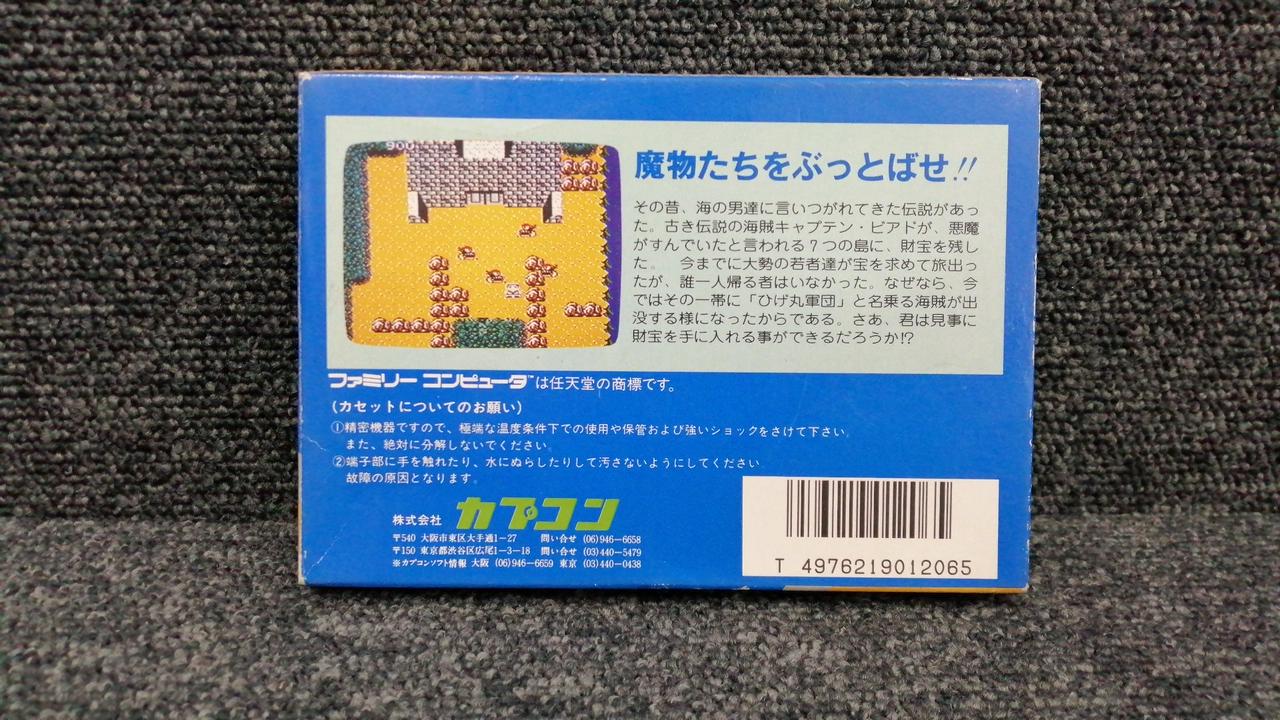 900
魔物たちをぶっとばせ!!
その昔、海の男達に言いつがれてきた伝説があっ
た。古き伝説の海賊キャプテン・ビアドが、悪魔
がすんでいたと言われる7つの島に、財宝を残し
た。 今までに大勢の若者達が宝を求めて旅出っ
たが、誰一人帰る者はいなかった。なぜなら、今
ではその一帯に「ひげ丸軍団」と名乗る海賊が出
没する様になったからである。さあ、君は見事に
財宝を手に入れる事ができるだろうか!?
ファミリー コンピュータ™は任天堂の商標です。
(カセットについてのお願い)
①精密機器ですので、極端な温度条件下での使用や保管および強いショックをさけて下さい。
また、絶対に分解しないでください。
②端子部に手を触れたり、水にぬらしたりして汚さないようにしてください
故障の原因となります。
株式会社 カプコン
〒540 大阪市東区大手通1-27 問い合せ (06)946-6658
〒150 東京都渋谷区広尾1-3-18 問い合せ (03)440-5479
※カプコンソフト情報 大阪 (06)946-6659 東京 (03)440-0438
T 4976219012065